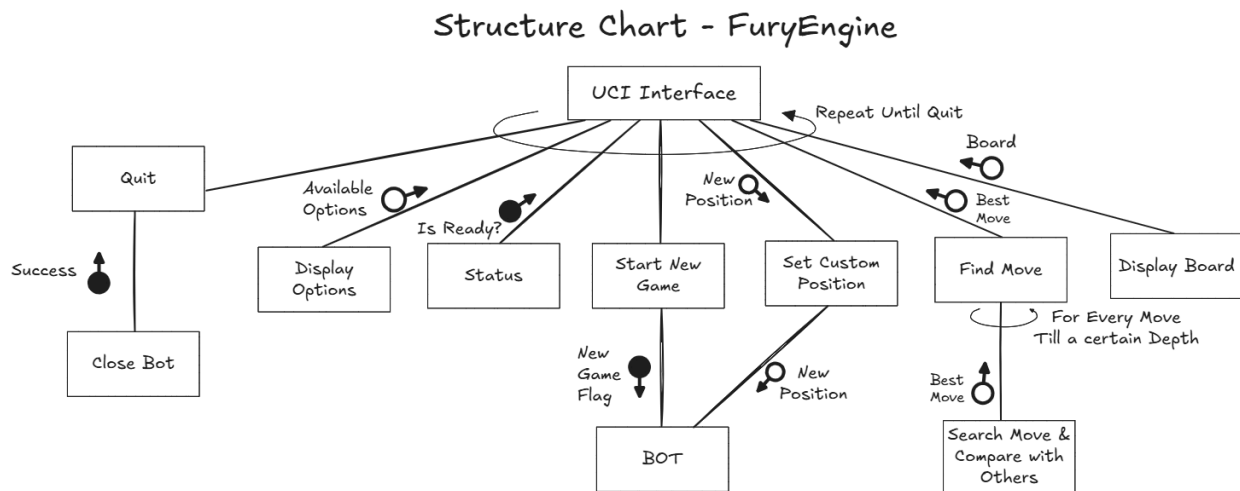 Structure Chart - FuryEngine
UCI Interface
Repeat Until Quit
Board
Quit
Available
Options
Is Ready?
New
Position
Best
Move
Success
Display
Options
Status
Start New
Game
Set Custom
Position
Find Move
Display Board
For Every Move
Till a certain Depth
Close Bot
New
Game
Flag
New
Position
Best
Move
BOT
Search Move &
Compare with
Others